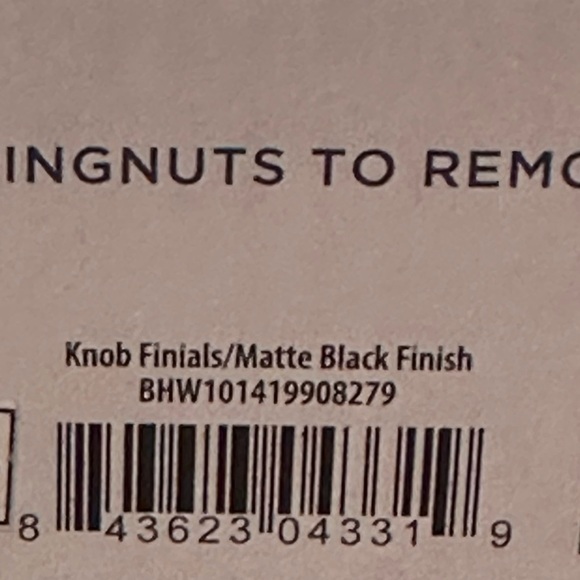 INGNUTS TO REMO
Knob Finials/Matte Black Finish
BHW101419908279
8 43623 04331 9